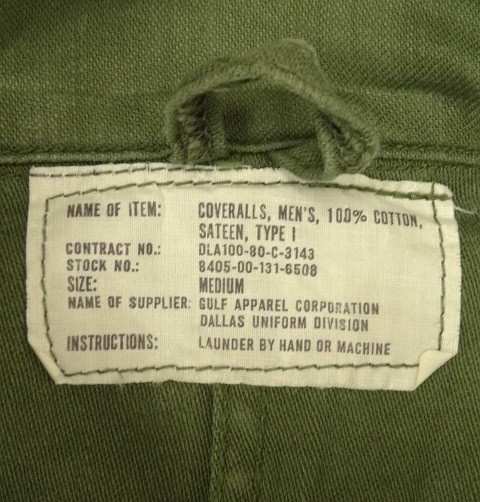 NAME OF ITEM: COVERALLS, MEN'S, 100% COTTON,
SATEEN, TYPE I
CONTRACT NO.: DLA100-80-C-3143
STOCK NO.: 8405-00-131-6508
SIZE: MEDIUM
NAME OF SUPPLIER: GULF APPAREL CORPORATION
DALLAS UNIFORM DIVISION
INSTRUCTIONS: LAUNDER BY HAND OR MACHINE